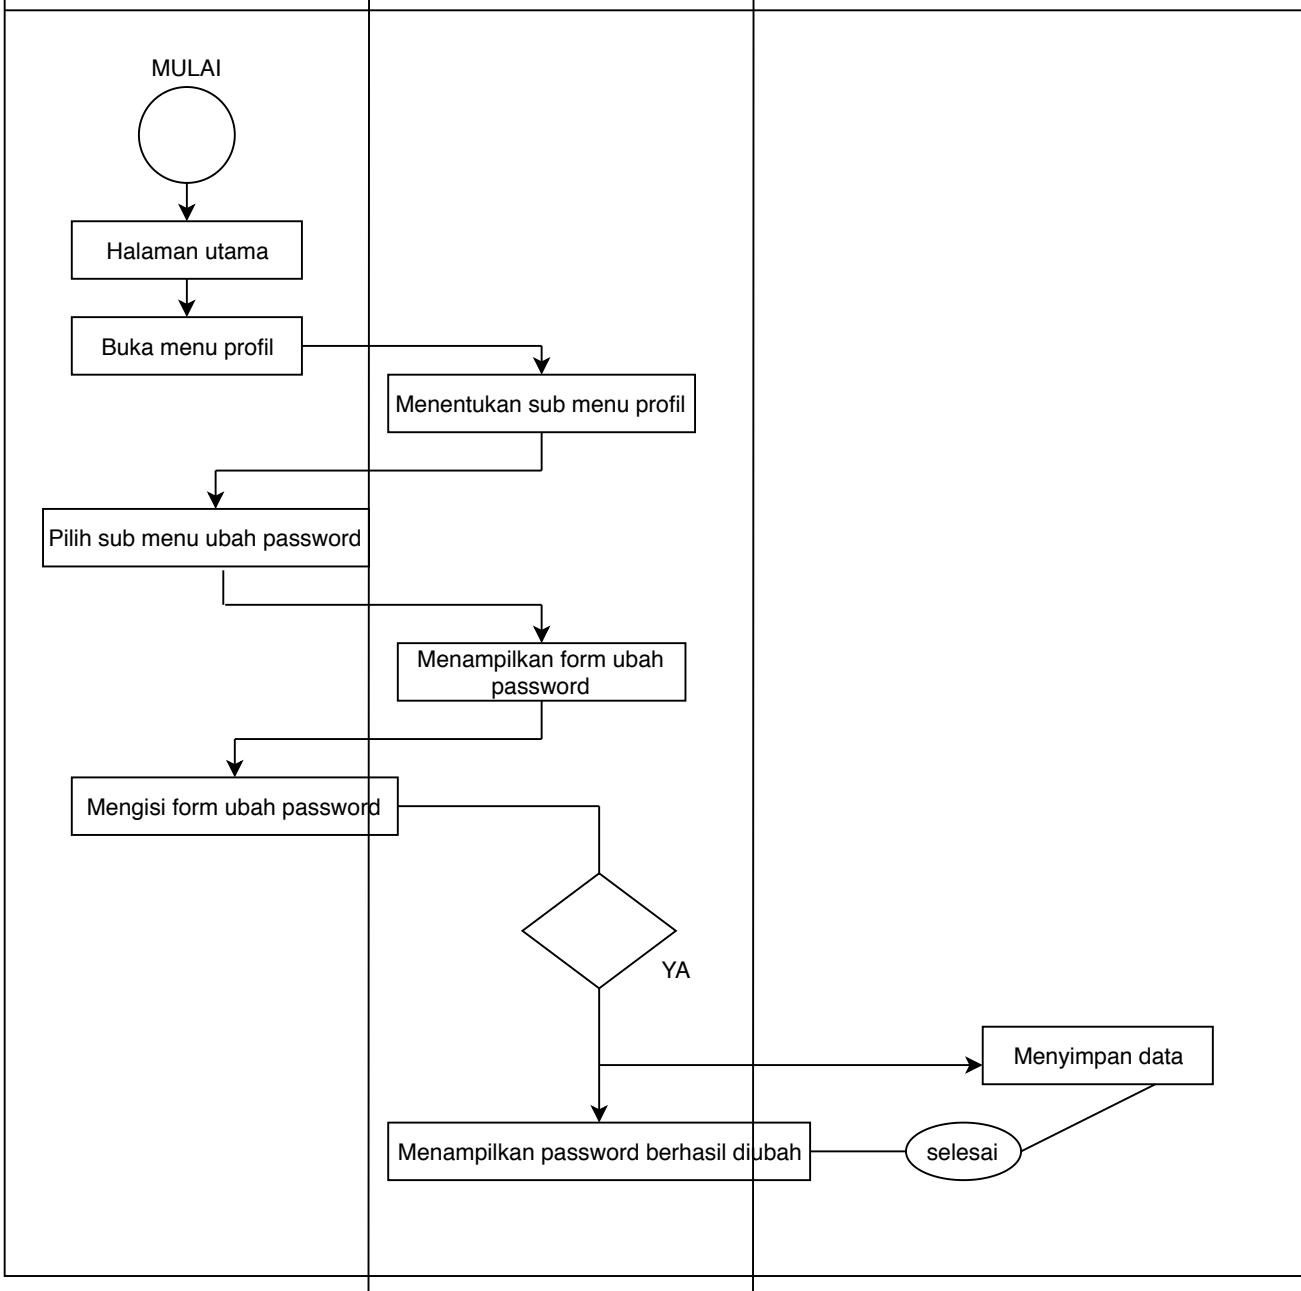 MULAI
Halaman utama
Buka menu profil
Menentukan sub menu profil
Pilih sub menu ubah password
Menampilkan form ubah
password
Mengisi form ubah password
YA
Menyimpan data
Menampilkan password berhasil diubah
selesai